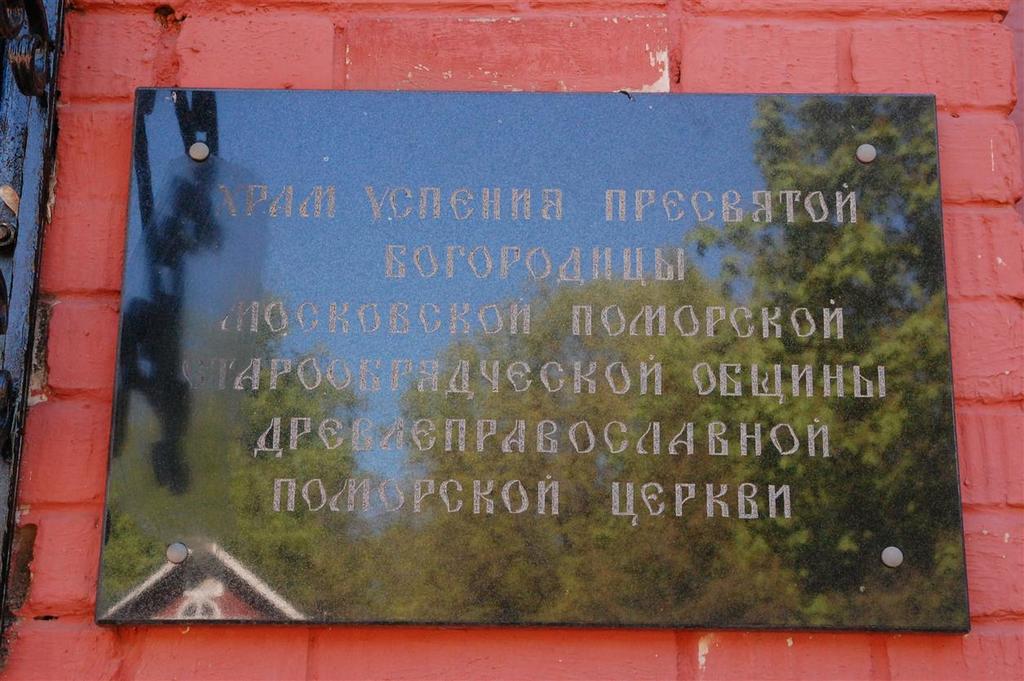 ХРАМ УСПЕНИЯ ПРЕСВЯТОЙ
БОГОРОДИЦЫ
МОСКОВСКОЙ ПОМОРСКОЙ
СТАРООБРЯДЧЕСКОЙ ОБЩИНЫ
ДРЕВЛЕПРАВОСЛАВНОЙ
ПОМОРСКОЙ ЦЕРКВИ